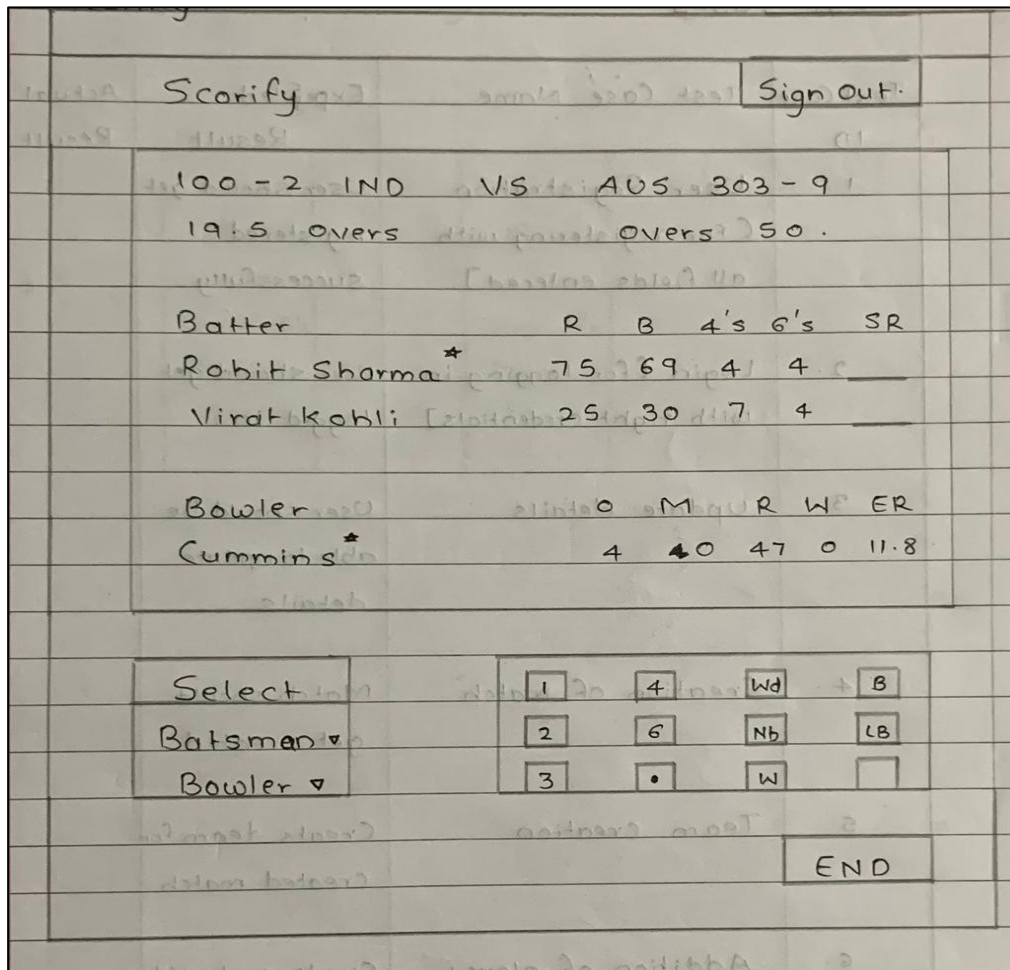 Scorify Sign Out.
100 - 2 IND VS AUS 303 - 9
19.5 overs overs 50.
Batter R B 4's 6's SR
Rohit Sharma* 75 69 4 4
Virat Kohli 25 30 7 4
Bowler O M R W ER
Cummins* 4 0 47 0 11.8
Select 1 4 Wd B
Batsman ▿ 2 6 Nb LB
Bowler ▿ 3 • W
END